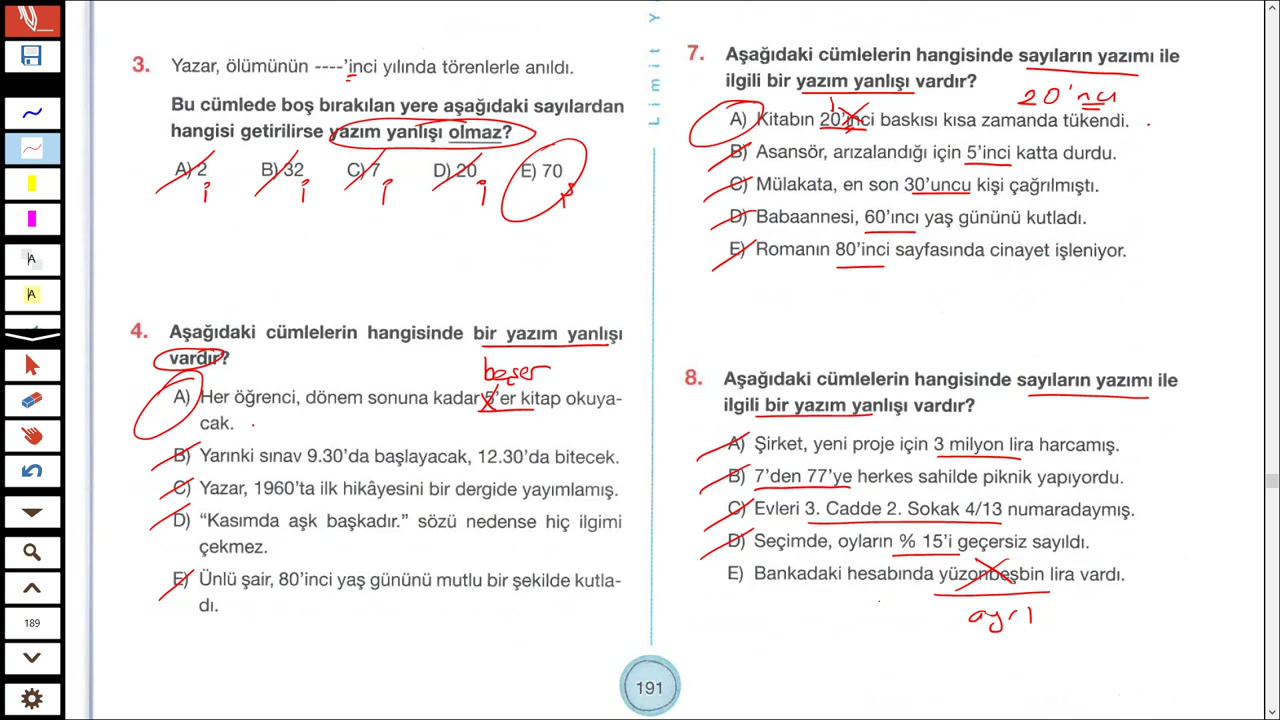 3. Yazar, ölümünün ----'inci yılında törenlerle anıldı.
Bu cümlede boş bırakılan yere aşağıdaki sayılardan
hangisi getirilirse yazım yanlışı olmaz?
A) 2 B) 32 C) 7 D) 20 E) 70
i i i i
4. Aşağıdaki cümlelerin hangisinde bir yazım yanlışı
vardır?
beşer
A) Her öğrenci, dönem sonuna kadar 5'er kitap okuya-
cak.
B) Yarınki sınav 9.30'da başlayacak, 12.30'da bitecek.
C) Yazar, 1960'ta ilk hikâyesini bir dergide yayımlamış.
D) “Kasımda aşk başkadır.” sözü nedense hiç ilgimi
çekmez.
E) Ünlü şair, 80'inci yaş gününü mutlu bir şekilde kutla-
dı.
Limit Y
7. Aşağıdaki cümlelerin hangisinde sayıların yazımı ile
ilgili bir yazım yanlışı vardır?
20'nci
A) Kitabın 20'inci baskısı kısa zamanda tükendi.
B) Asansör, arızalandığı için 5'inci katta durdu.
C) Mülakata, en son 30'uncu kişi çağrılmıştı.
D) Babaannesi, 60'ıncı yaş gününü kutladı.
E) Romanın 80'inci sayfasında cinayet işleniyor.
8. Aşağıdaki cümlelerin hangisinde sayıların yazımı ile
ilgili bir yazım yanlışı vardır?
A) Şirket, yeni proje için 3 milyon lira harcamış.
B) 7'den 77'ye herkes sahilde piknik yapıyordu.
C) Evleri 3. Cadde 2. Sokak 4/13 numaradaymış.
D) Seçimde, oyların % 15'i geçersiz sayıldı.
E) Bankadaki hesabında yüzonbeşbin lira vardı.
ayrı
191
189